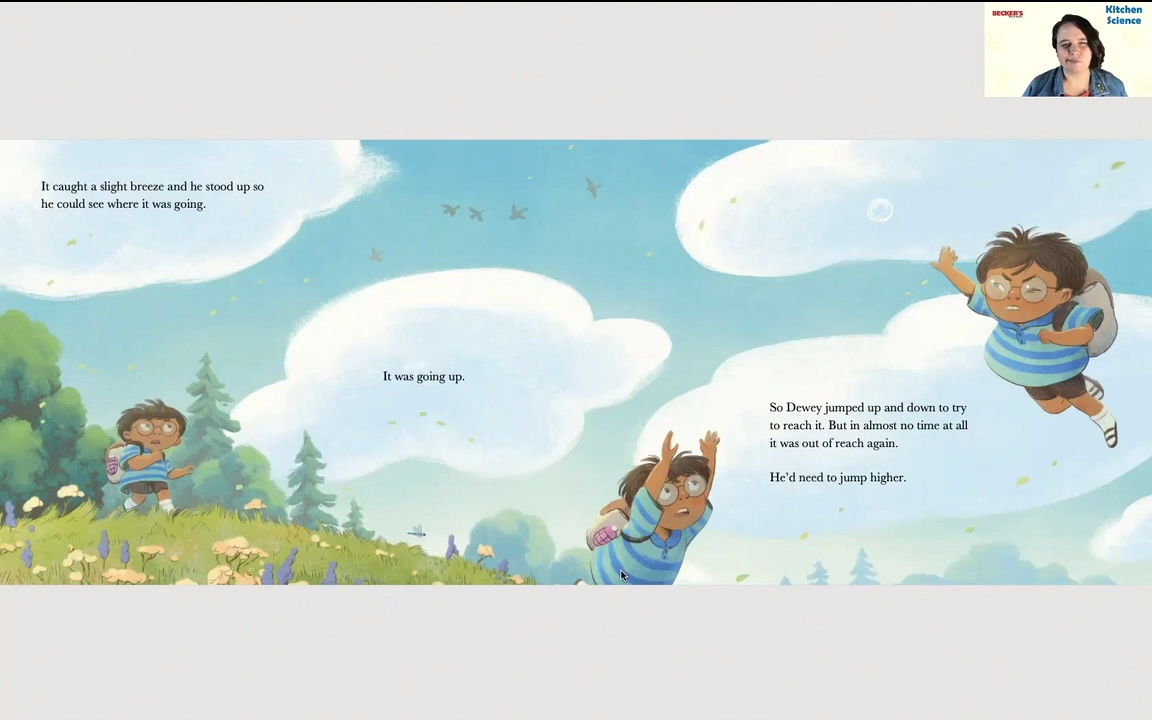 BECKER'S
Kitchen
Science
It caught a slight breeze and he stood up so
he could see where it was going.
It was going up.
So Dewey jumped up and down to try
to reach it. But in almost no time at all
it was out of reach again.
He'd need to jump higher.